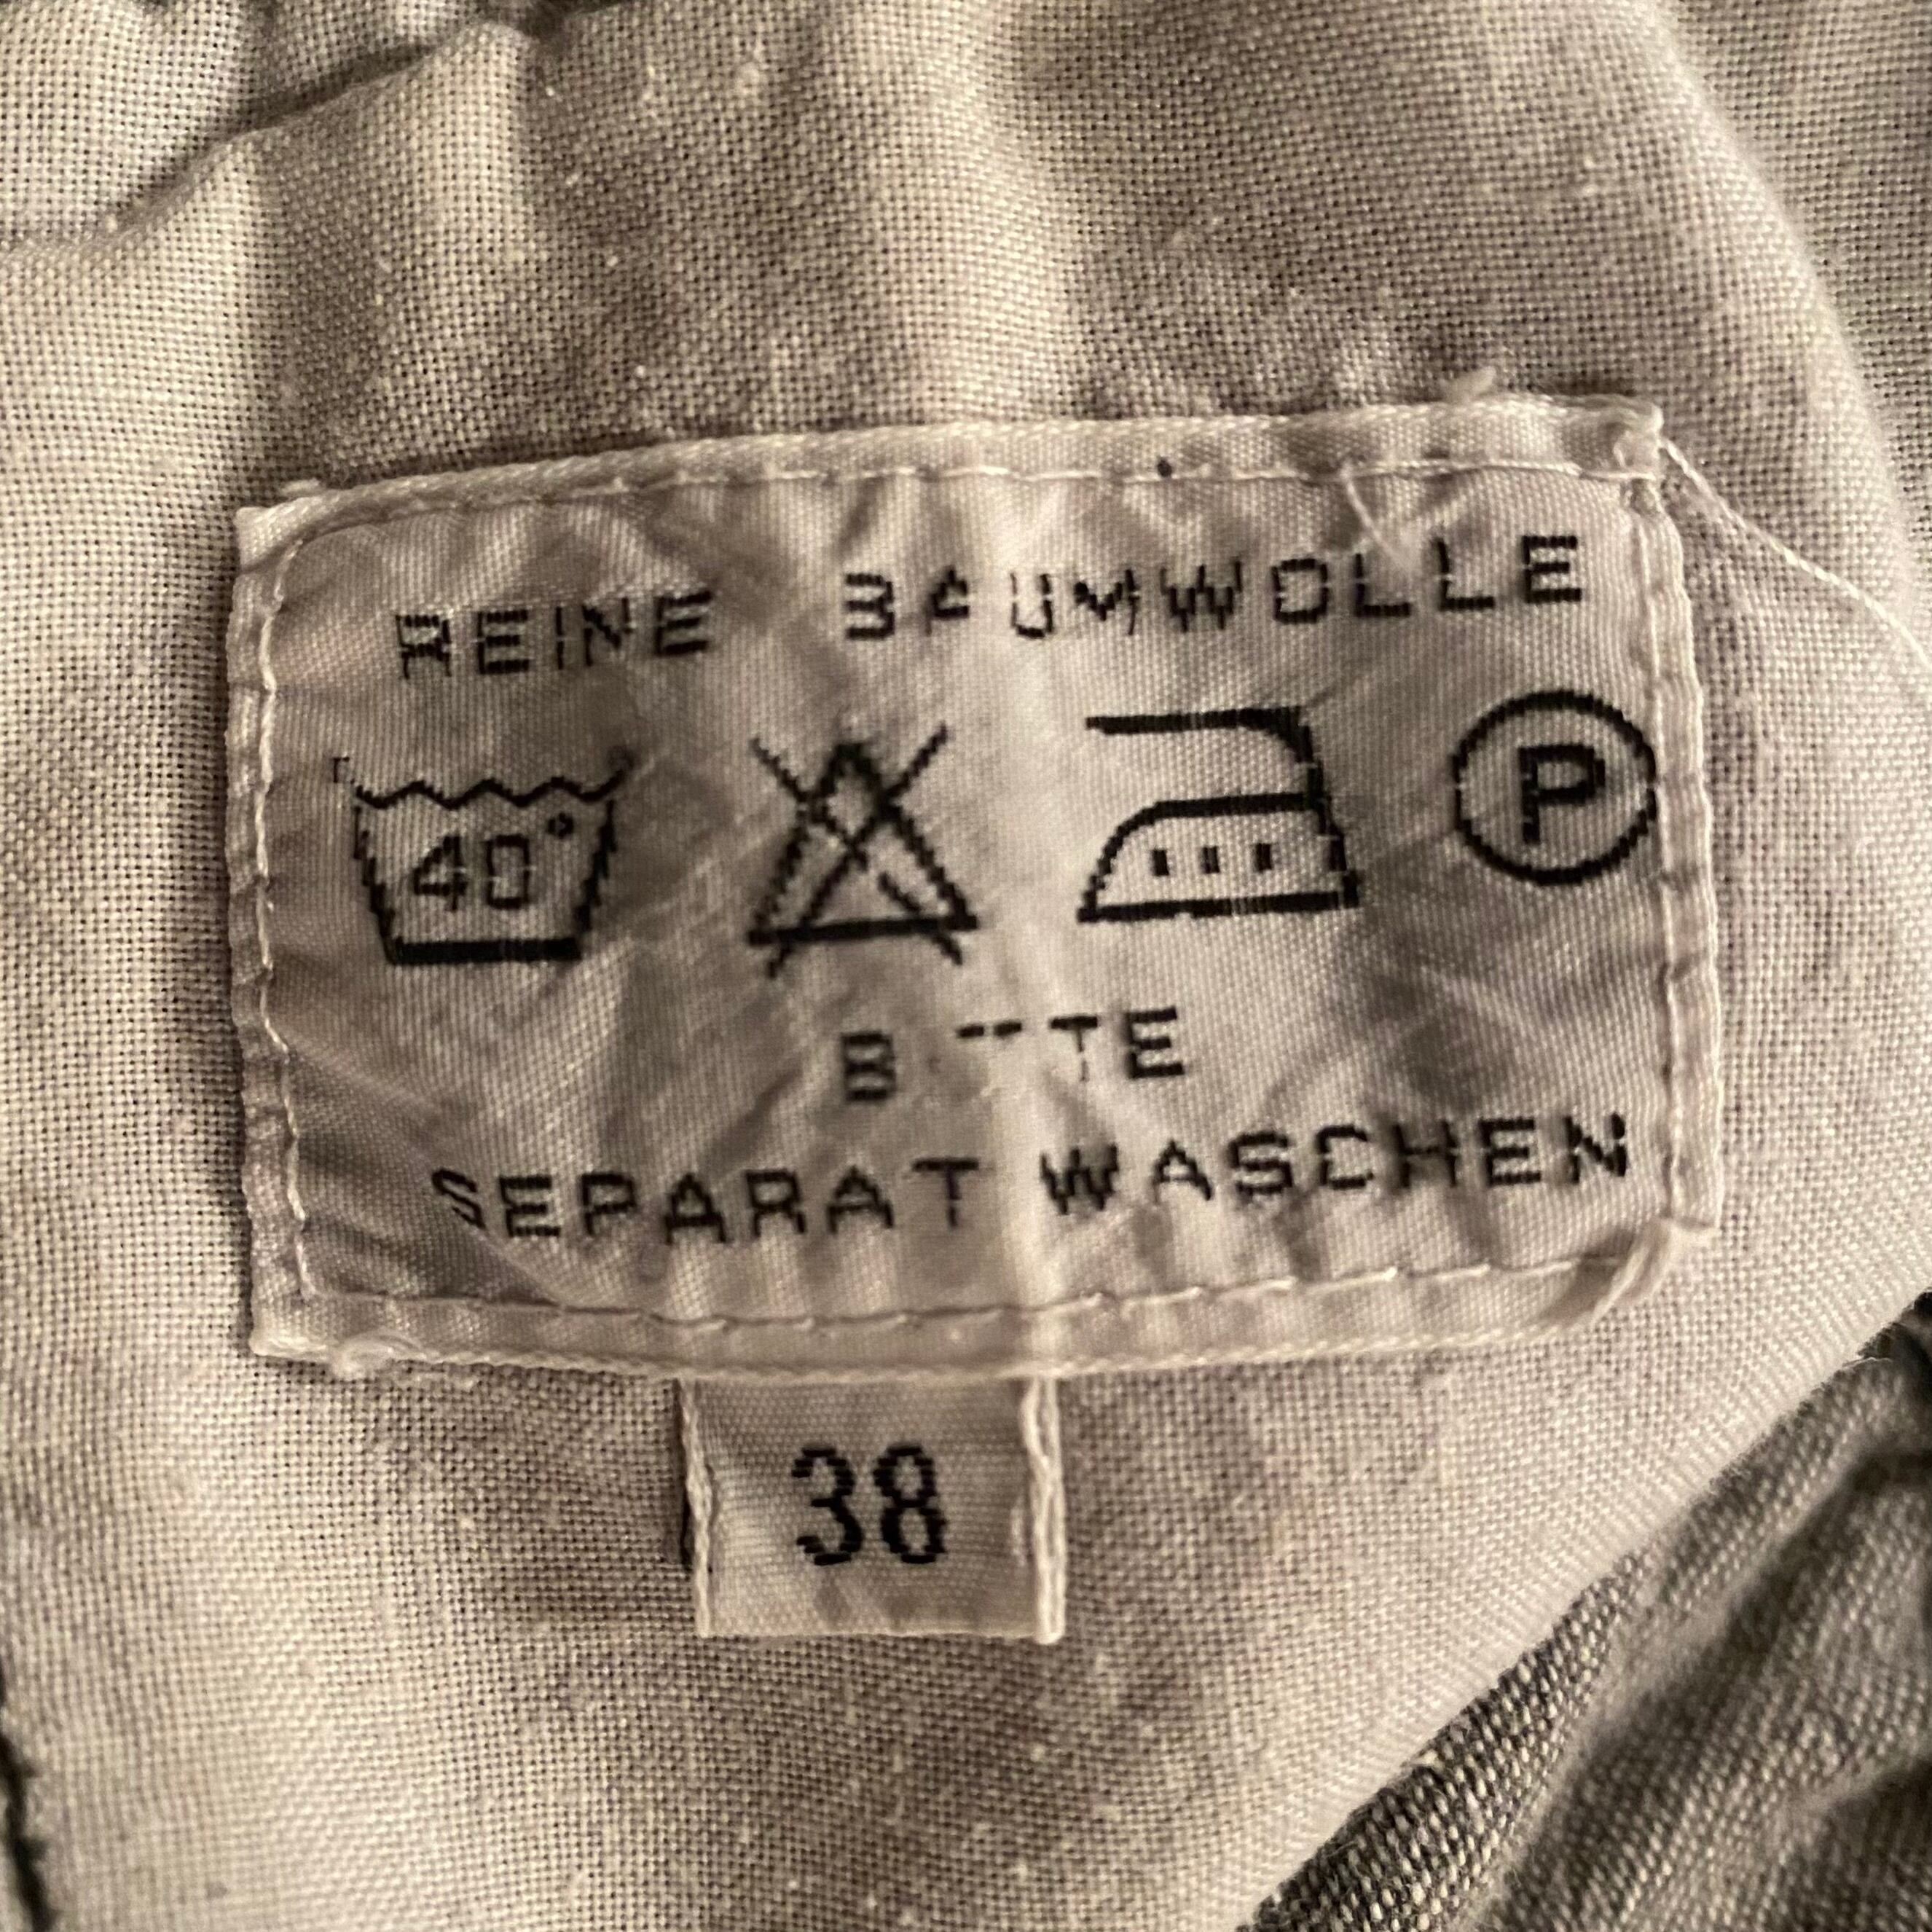 REINE BAUMWOLLE
40° P
BITTE
SEPARAT WASCHEN
38